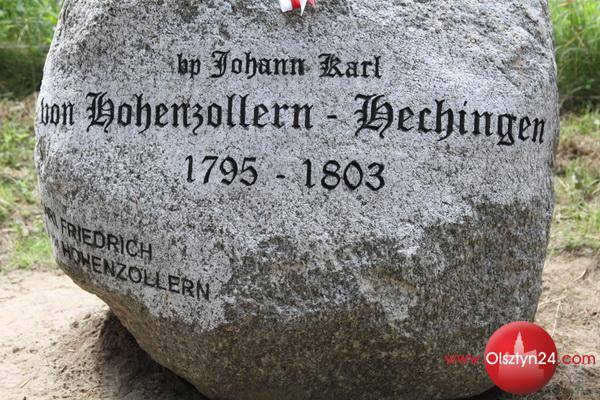 bp Johann Karl
von Hohenzollern - Hechingen
1795 - 1803
FRIEDRICH
HOHENZOLLERN
www.Olsztyn24.com